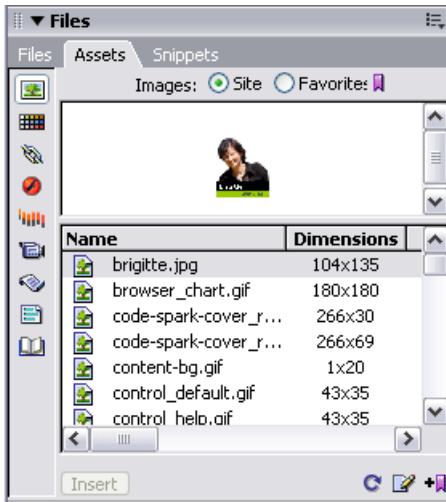 Files
Files Assets Snippets
Images: Site Favorites
Name Dimensions
brigitte.jpg 104x135
browser_chart.gif 180x180
code-spark-cover_r... 266x30
code-spark-cover_r... 266x69
content-bg.gif 1x20
control_default.gif 43x35
control_help.gif 43x35
Insert